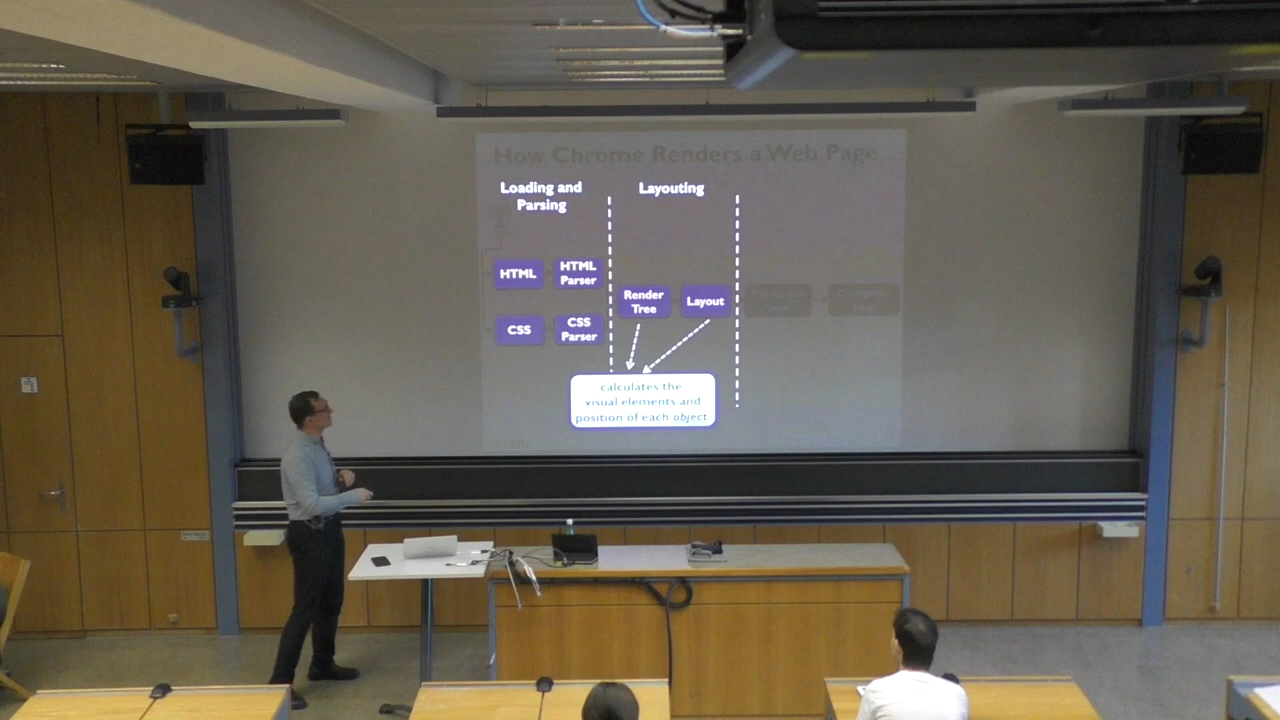 How Chrome Renders a Web Page
Loading and
Parsing
Layouting
HTML
HTML
Parser
Render
Tree
Layout
CSS
CSS
Parser
calculates the
visual elements and
position of each object